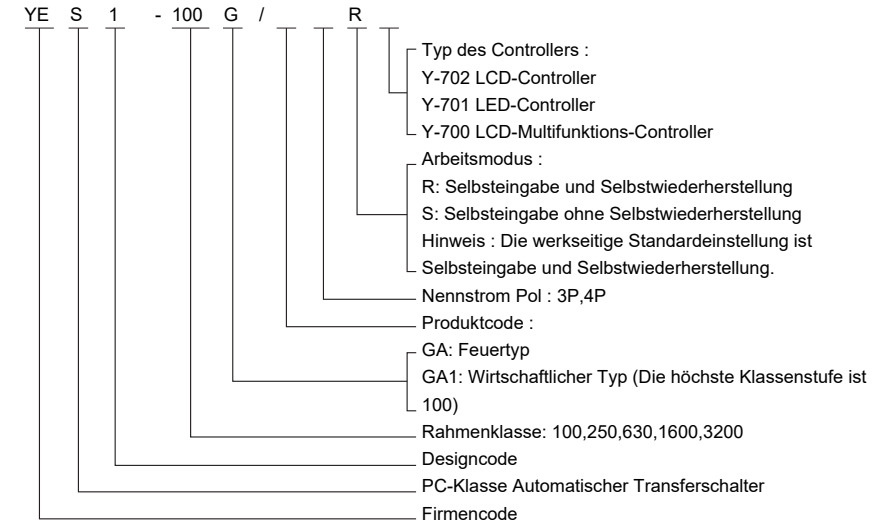 YE S 1 - 100 G / R
Typ des Controllers :
Y-702 LCD-Controller
Y-701 LED-Controller
Y-700 LCD-Multifunktions-Controller
Arbeitsmodus :
R: Selbsteingabe und Selbstwiederherstellung
S: Selbsteingabe ohne Selbstwiederherstellung
Hinweis : Die werkseitige Standardeinstellung ist
Selbsteingabe und Selbstwiederherstellung.
Nennstrom Pol : 3P,4P
Produktcode :
GA: Feuertyp
GA1: Wirtschaftlicher Typ (Die höchste Klassenstufe ist
100)
Rahmenklasse: 100,250,630,1600,3200
Designcode
PC-Klasse Automatischer Transferschalter
Firmencode